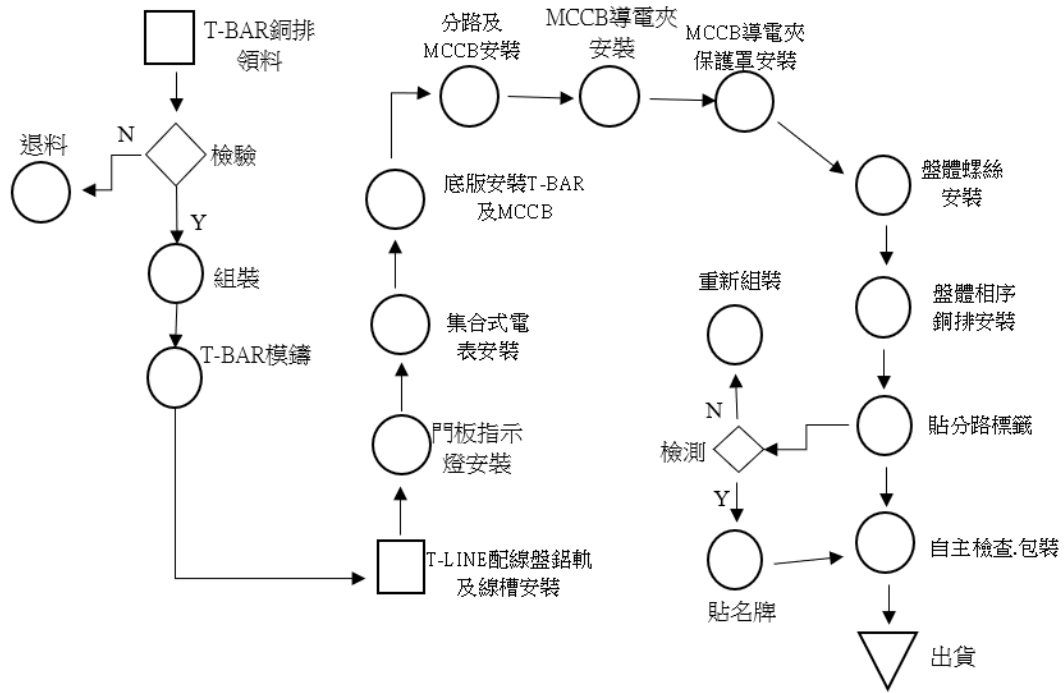 T-BAR銅排
領料
N
檢驗
退料
Y
組裝
T-BAR模鑄
T-LINE配線盤鋁軌
及線槽安裝
門板指示
燈安裝
集合式電
表安裝
底版安裝T-BAR
及MCCB
分路及
MCCB安裝
MCCB導電夾
安裝
MCCB導電夾
保護罩安裝
盤體螺絲
安裝
盤體相序
銅排安裝
貼分路標籤
檢測
N
重新組裝
Y
貼名牌
自主檢查.包裝
出貨